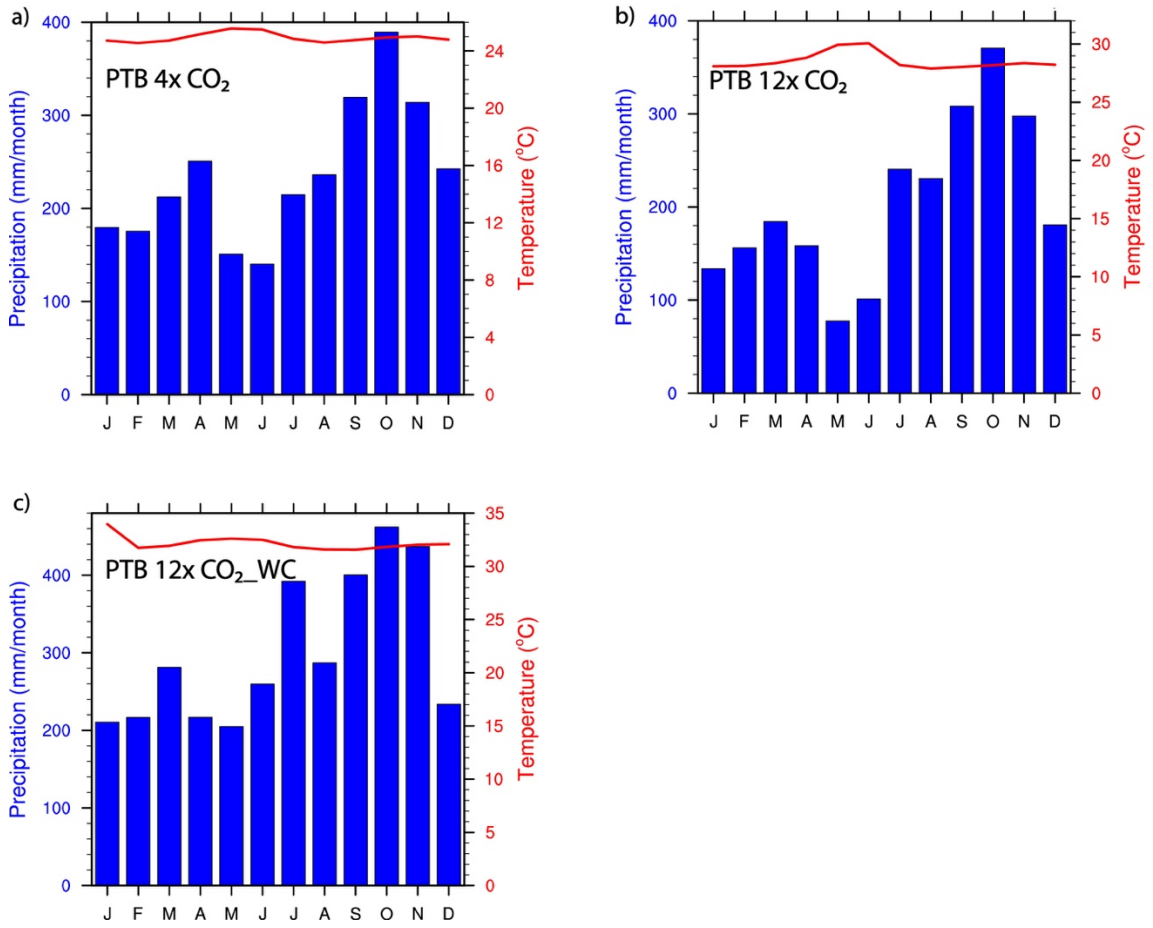 a)
PTB 4x CO₂
Precipitation (mm/month)
400
300
200
100
0
Temperature (°C)
24
20
16
12
8
4
0
J F M A M J J A S O N D
b)
PTB 12x CO₂
Precipitation (mm/month)
400
300
200
100
0
Temperature (°C)
30
25
20
15
10
5
0
J F M A M J J A S O N D
c)
PTB 12x CO₂_WC
Precipitation (mm/month)
400
300
200
100
0
Temperature (°C)
35
30
25
20
15
10
5
0
J F M A M J J A S O N D